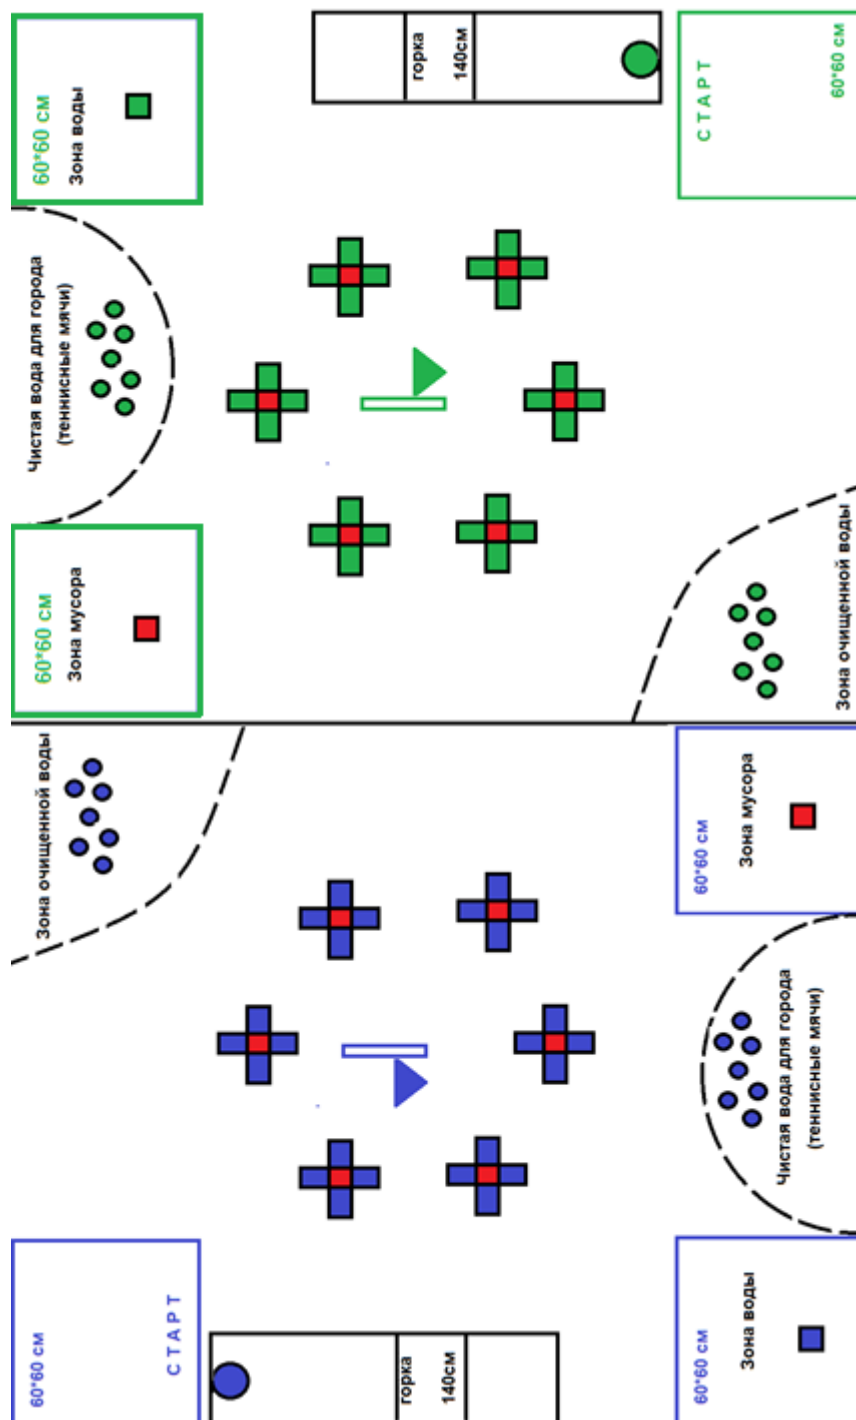 60*60 см
Зона воды
горка
140см
СТАРТ
60*60 см
Чистая вода для города
(теннисные мячи)
60*60 см
Зона мусора
Зона очищенной воды
Зона очищенной воды
60*60 см
Зона мусора
Чистая вода для города
(теннисные мячи)
60*60 см
СТАРТ
горка
140см
60*60 см
Зона воды